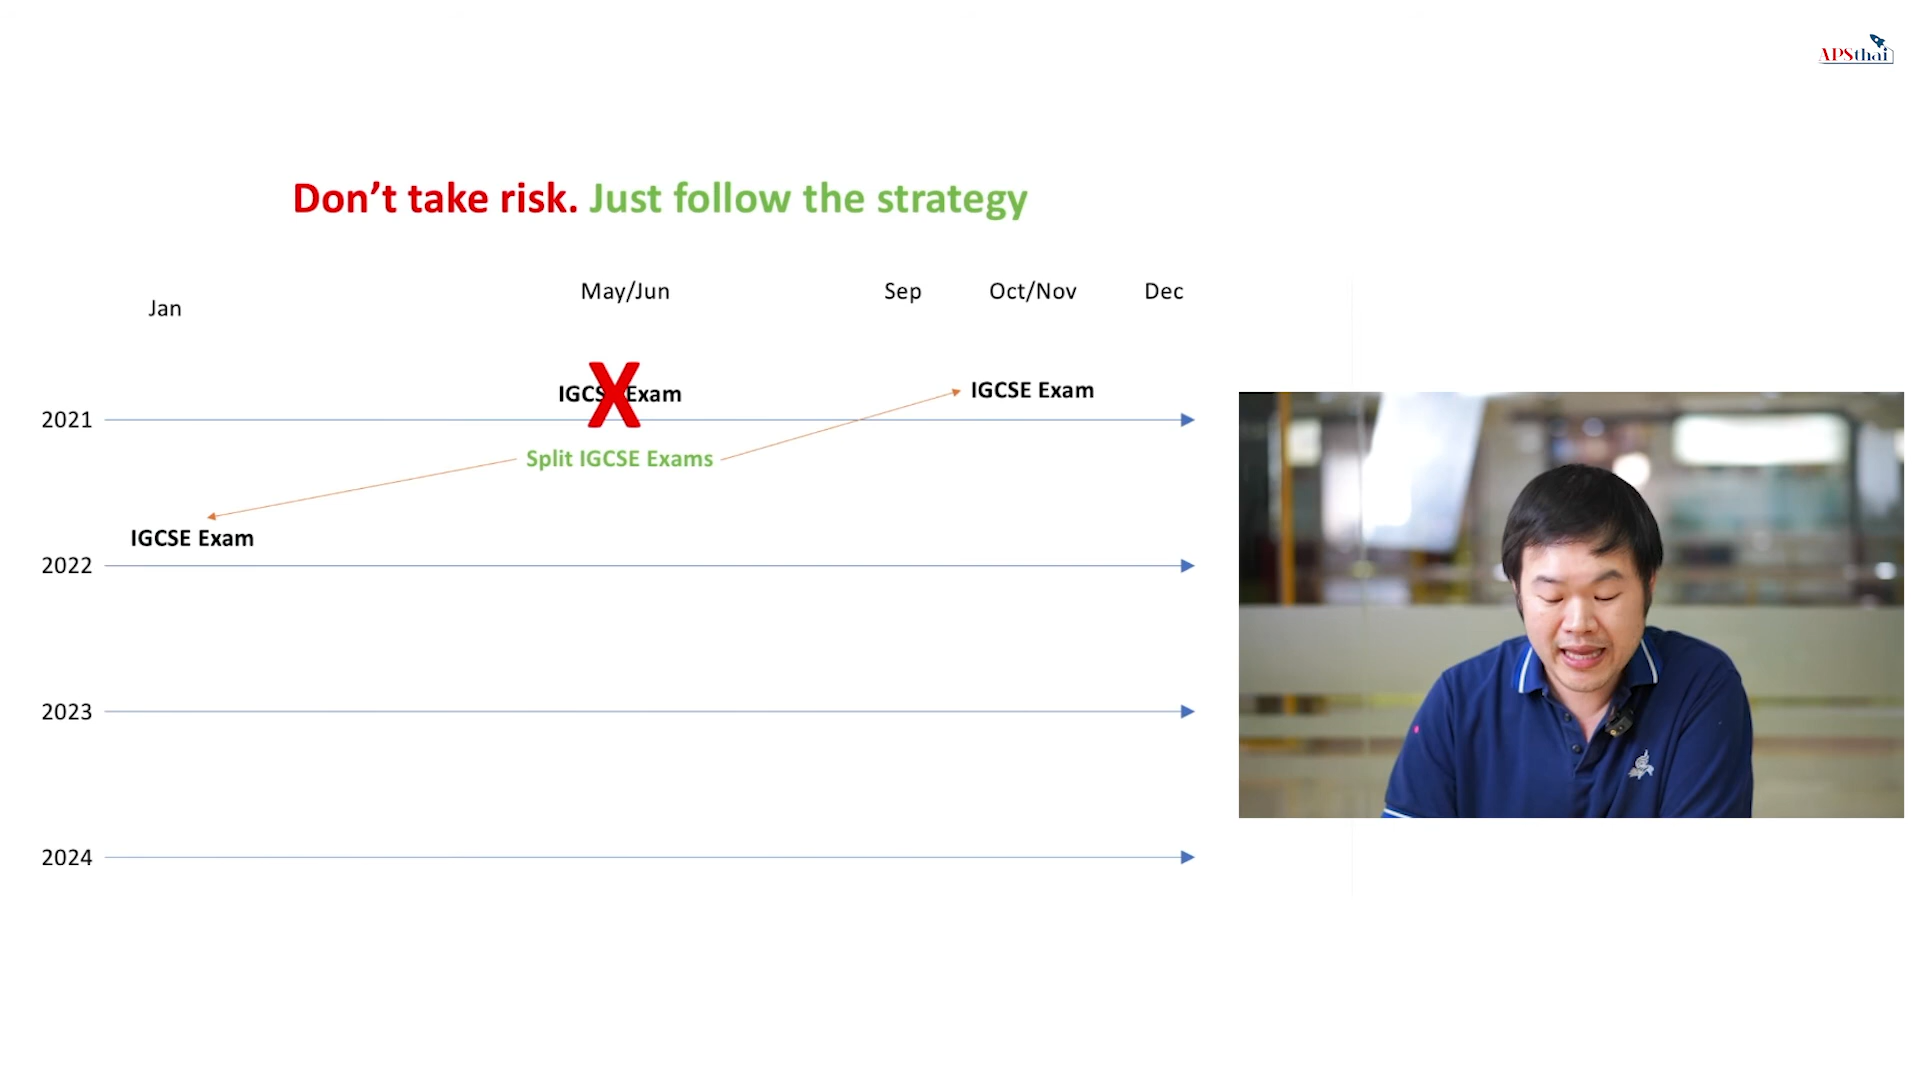 APSthai
Don't take risk. Just follow the strategy
Jan
May/Jun
Sep
Oct/Nov
Dec
IGCSE Exam
X
IGCSE Exam
2021
Split IGCSE Exams
IGCSE Exam
2022
2023
2024